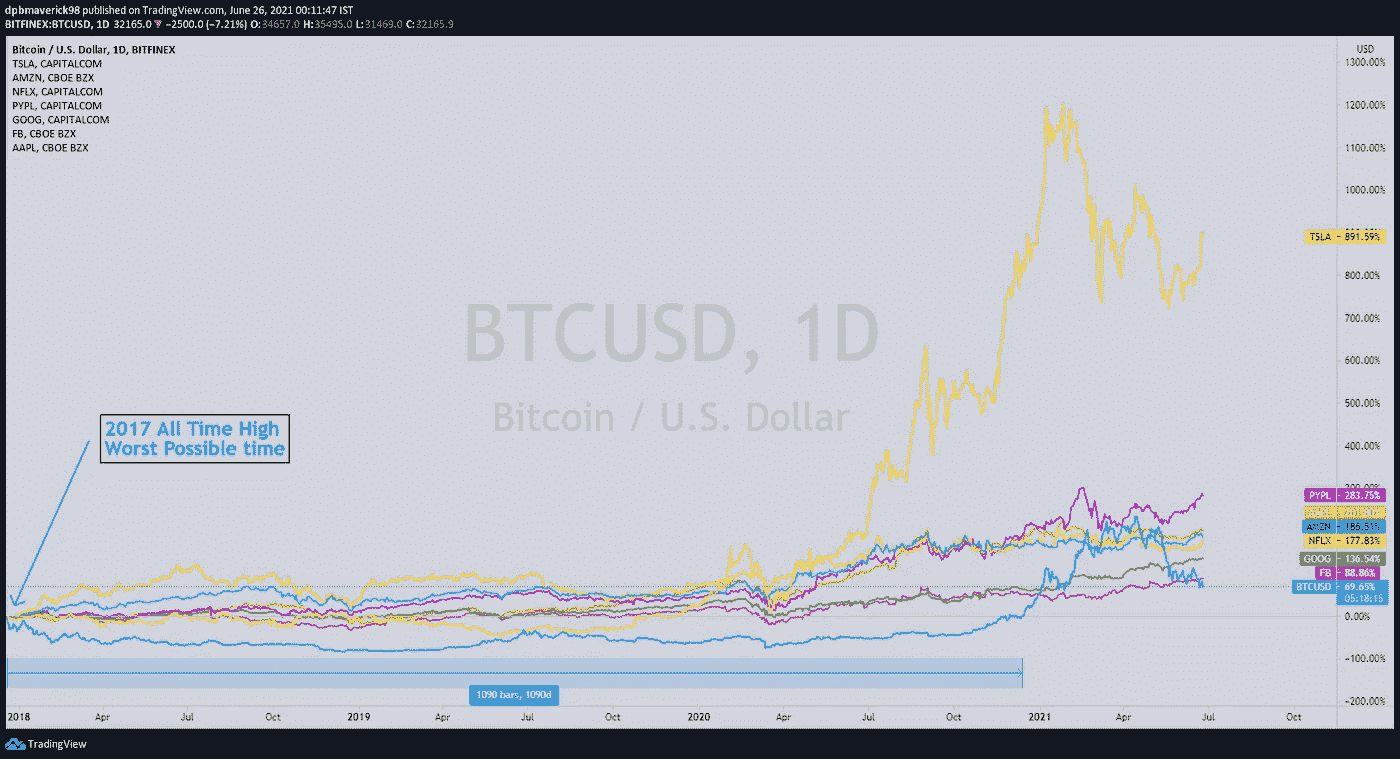 dpbmaverick98 published on TradingView.com, June 26, 2021 00:11:47 IST
BITFINEX:BTCUSD, 1D 32165.0 ▼ −2500.0 (−7.21%) O: 34657.0 H: 35495.0 L: 31469.0 C: 32165.9
Bitcoin / U.S. Dollar, 1D, BITFINEX
TSLA, CAPITALCOM
AMZN, CBOE BZX
NFLX, CAPITALCOM
PYPL, CAPITALCOM
GOOG, CAPITALCOM
FB, CBOE BZX
AAPL, CBOE BZX
USD
1300.00%
1200.00%
1100.00%
1000.00%
TSLA − 891.59%
800.00%
700.00%
600.00%
500.00%
400.00%
PYPL − 283.75%
AMZN − 186.51%
NFLX − 177.83%
GOOG − 136.54%
FB − 88.86%
BTCUSD − 69.65%
05:18:15
0.00%
−100.00%
−200.00%
BTCUSD, 1D
Bitcoin / U.S. Dollar
2017 All Time High
Worst Possible time
1090 bars, 1090d
2018 Apr Jul Oct 2019 Apr Jul Oct 2020 Apr Jul Oct 2021 Apr Jul Oct
TradingView